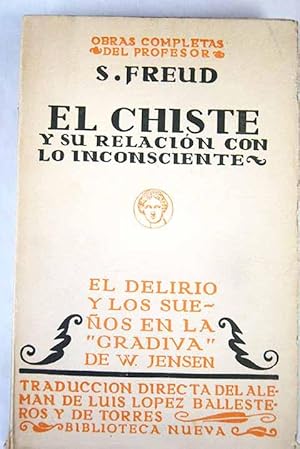 OBRAS COMPLETAS
DEL PROFESOR
S. FREUD
EL CHISTE
Y SU RELACIÓN CON
LO INCONSCIENTE
EL DELIRIO
Y LOS SUE-
ÑOS EN LA
"GRADIVA"
DE W. JENSEN
TRADUCCION DIRECTA DEL ALE-
MAN DE LUIS LOPEZ BALLESTE-
ROS Y DE TORRES
BIBLIOTECA NUEVA